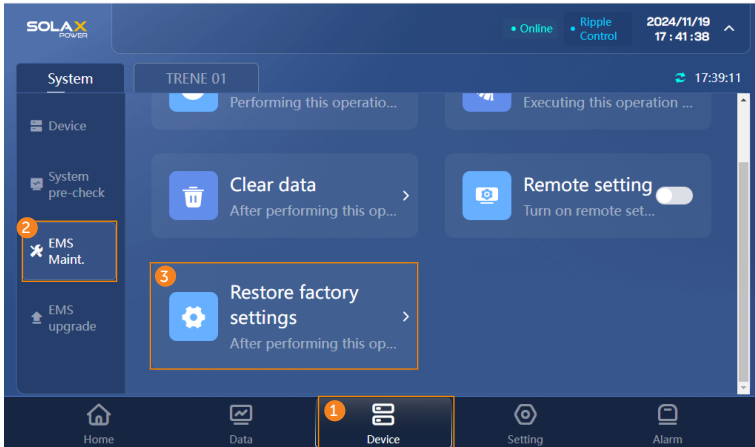 SOLAX
POWER
Online
Ripple
Control
2024/11/19
17:41:38
System
TRENE 01
17:39:11
Performing this operatio...
Executing this operation ...
Device
System
pre-check
2
EMS
Maint.
EMS
upgrade
Clear data
After performing this op...
Remote setting
Turn on remote set...
3
Restore factory
settings
After performing this op...
1
Home
Data
Device
Setting
Alarm